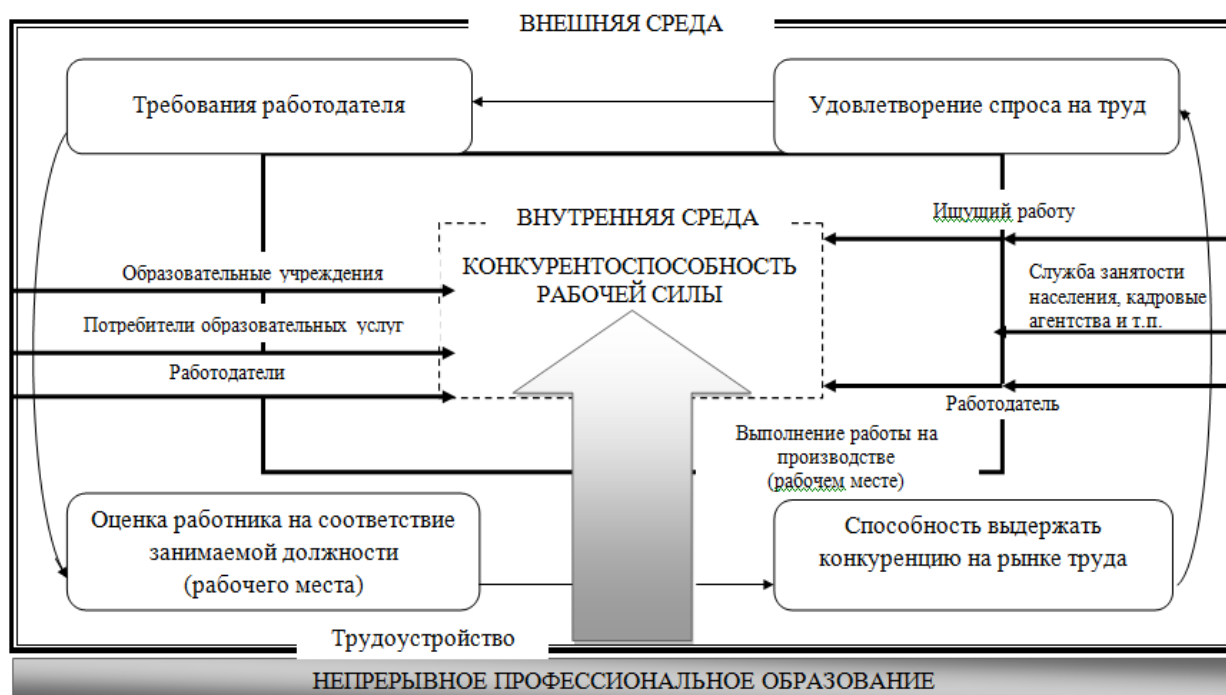 ВНЕШНЯЯ СРЕДА
Требования работодателя
Удовлетворение спроса на труд
ВНУТРЕННЯЯ СРЕДА
КОНКУРЕНТОСПОСОБНОСТЬ
РАБОЧЕЙ СИЛЫ
Образовательные учреждения
Потребители образовательных услуг
Работодатели
Ищущий работу
Служба занятости
населения, кадровые
агентства и т.п.
Работодатель
Выполнение работы на
производстве
(рабочем месте)
Оценка работника на соответствие
занимаемой должности
(рабочего места)
Способность выдержать
конкуренцию на рынке труда
Трудоустройство
НЕПРЕРЫВНОЕ ПРОФЕССИОНАЛЬНОЕ ОБРАЗОВАНИЕ